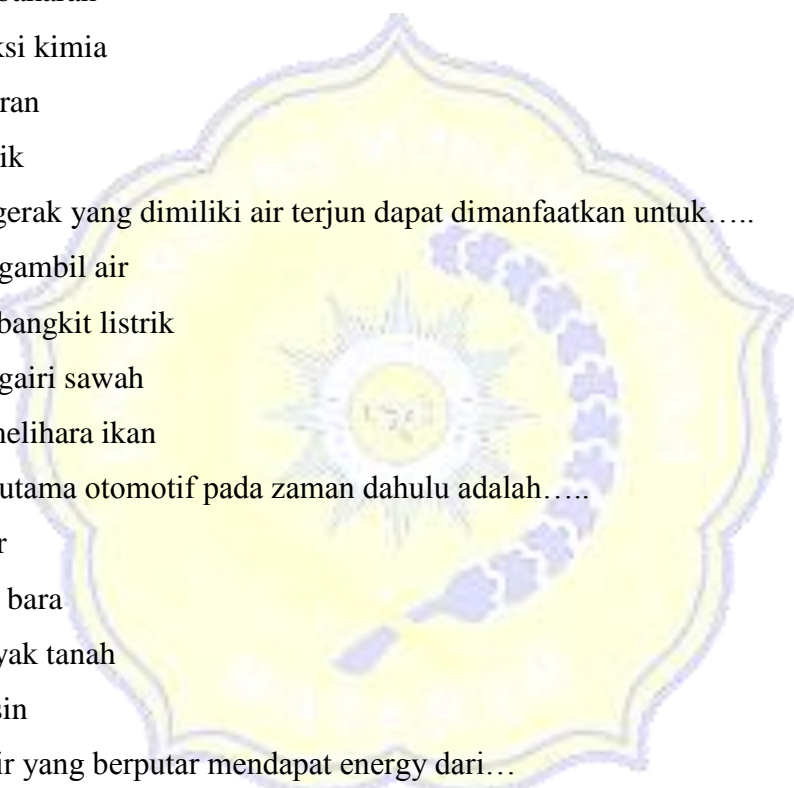 ksi kimia
ran
ik
gerak yang dimiliki air terjun dapat dimanfaatkan untuk…..
gambil air
bangkit listrik
gairi sawah
nelihara ikan
utama otomotif pada zaman dahulu adalah…..
r
bara
yak tanah
sin
ir yang berputar mendapat energy dari…